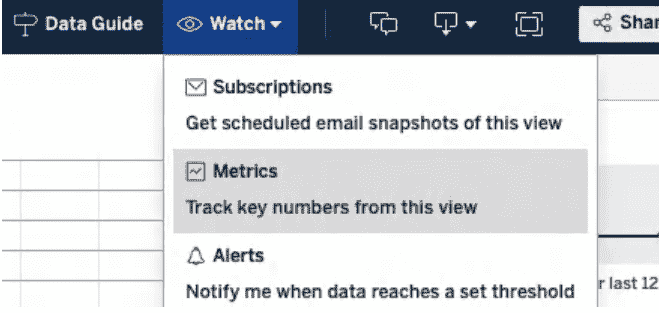 Data Guide Watch Shar
Subscriptions
Get scheduled email snapshots of this view
Metrics
Track key numbers from this view
Alerts
r last 12
Notify me when data reaches a set threshold